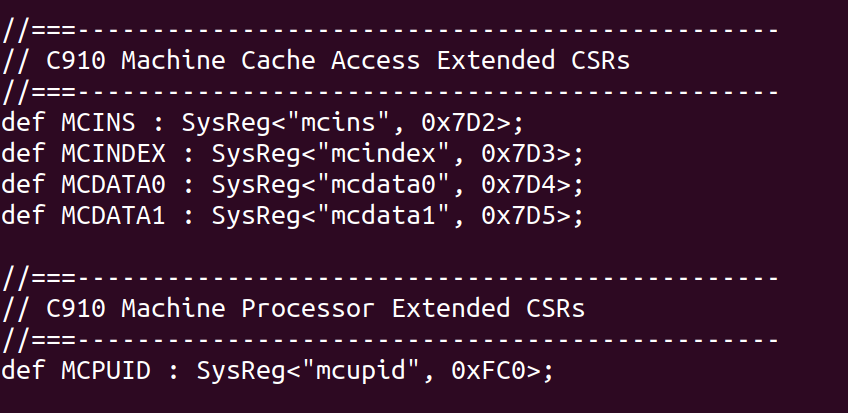 //===-----------------------------------------------
// C910 Machine Cache Access Extended CSRs
//===-----------------------------------------------
def MCINS : SysReg<"mcins", 0x7D2>;
def MCINDEX : SysReg<"mcindex", 0x7D3>;
def MCDATA0 : SysReg<"mcdata0", 0x7D4>;
def MCDATA1 : SysReg<"mcdata1", 0x7D5>;
//===-----------------------------------------------
// C910 Machine Processor Extended CSRs
//===-----------------------------------------------
def MCPUID : SysReg<"mcupid", 0xFC0>;